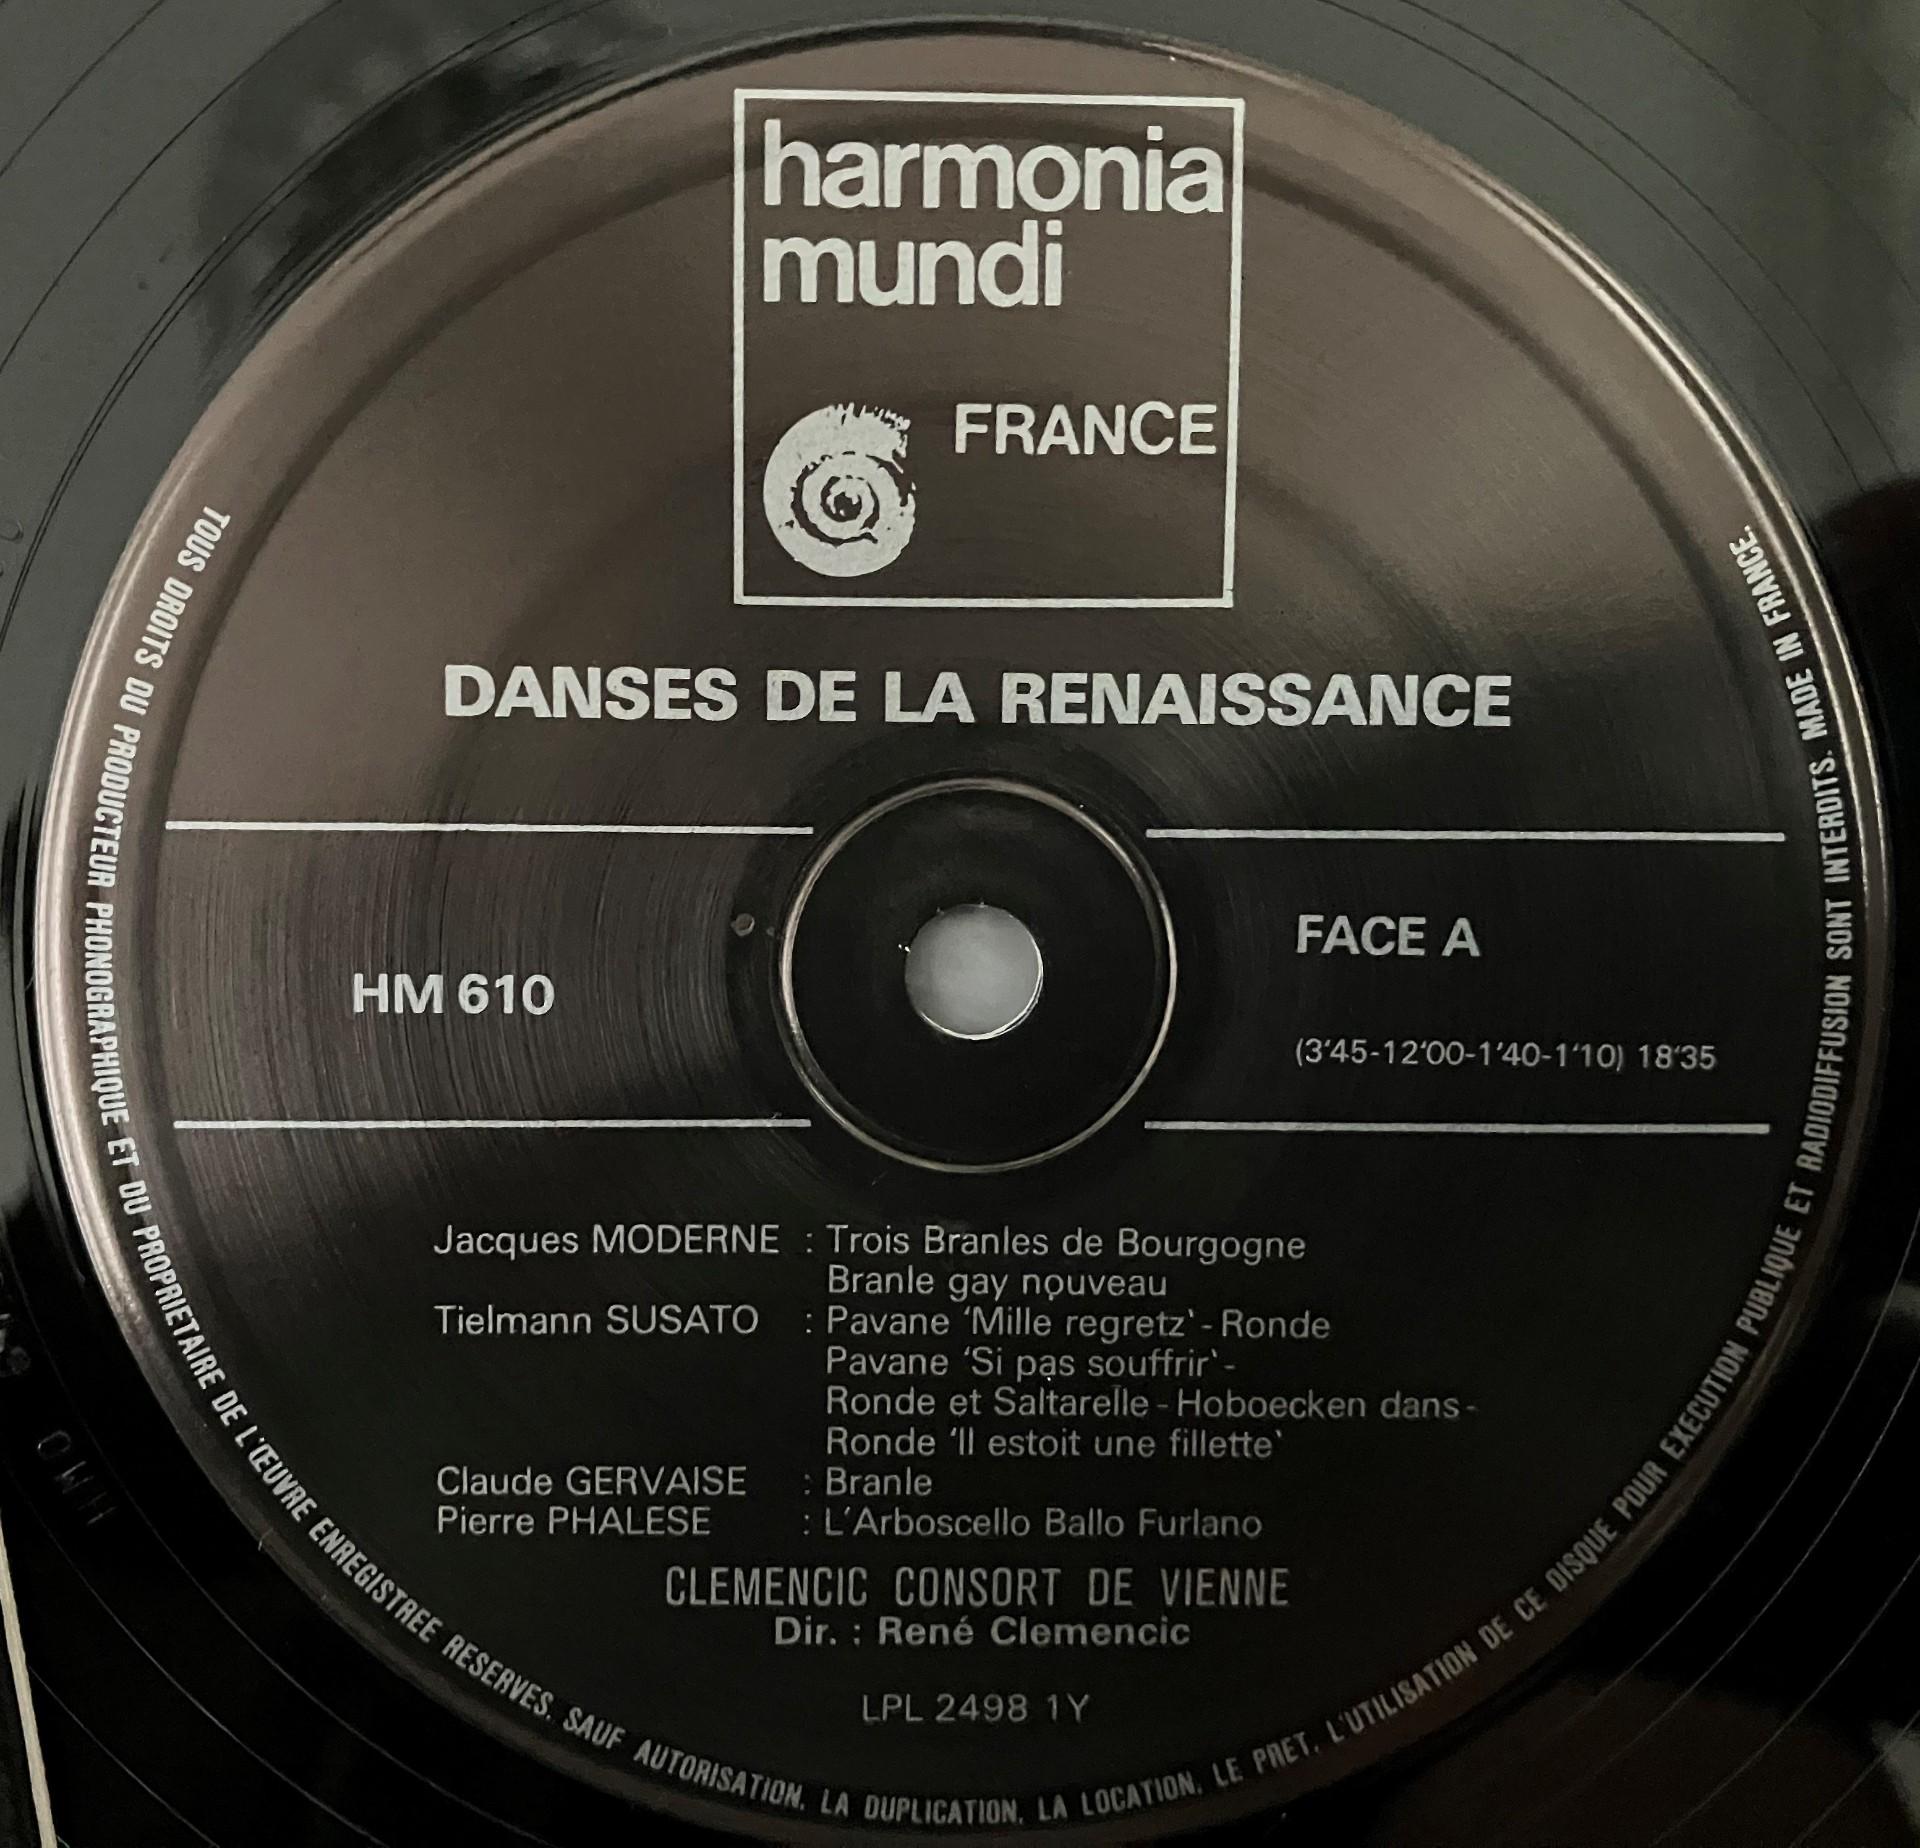 harmonia
mundi
FRANCE
DANSES DE LA RENAISSANCE
HM 610
FACE A
(3'45-12'00-1'40-1'10) 18'35
Jacques MODERNE : Trois Branles de Bourgogne
Branle gay nouveau
Tielmann SUSATO : Pavane 'Mille regretz' - Ronde
Pavane 'Si pas souffrir' -
Ronde et Saltarelle - Hoboecken dans -
Ronde 'Il estoit une fillette'
Claude GERVAISE : Branle
Pierre PHALESE : L'Arboscello Ballo Furlano
CLEMENCIC CONSORT DE VIENNE
Dir. : René Clemencic
LPL 2498 1Y
TOUS DROITS DU PRODUCTEUR PHONOGRAPHIQUE ET DU PROPRIETAIRE DE L'ŒUVRE ENREGISTREE RESERVES. SAUF AUTORISATION, LA DUPLICATION, LA LOCATION, LE PRET, L'UTILISATION DE CE DISQUE POUR EXECUTION PUBLIQUE ET RADIODIFFUSION SONT INTERDITS. MADE IN FRANCE.